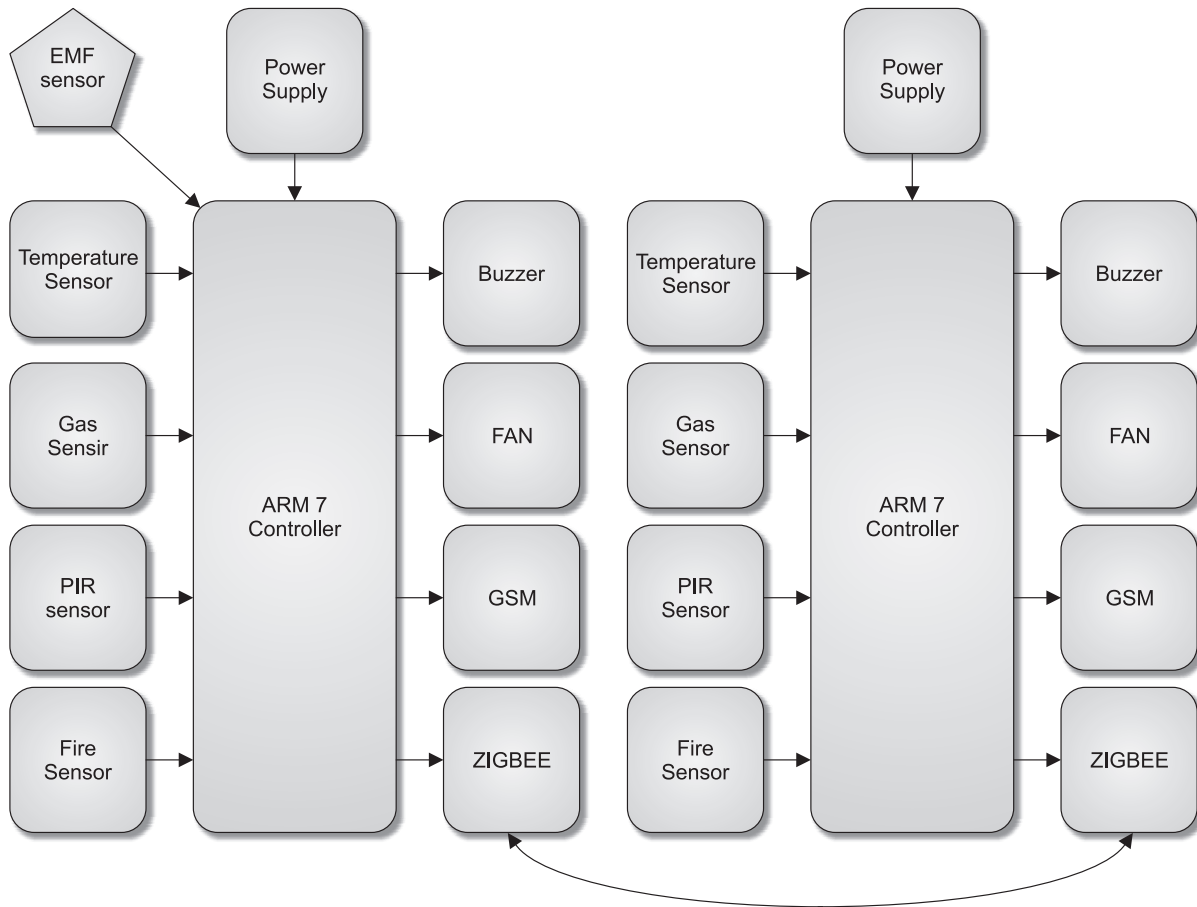 EMF
sensor
Power
Supply
Temperature
Sensor
Gas
Sensir
PIR
sensor
Fire
Sensor
ARM 7
Controller
Buzzer
FAN
GSM
ZIGBEE
Power
Supply
Temperature
Sensor
Gas
Sensor
PIR
Sensor
Fire
Sensor
ARM 7
Controller
Buzzer
FAN
GSM
ZIGBEE